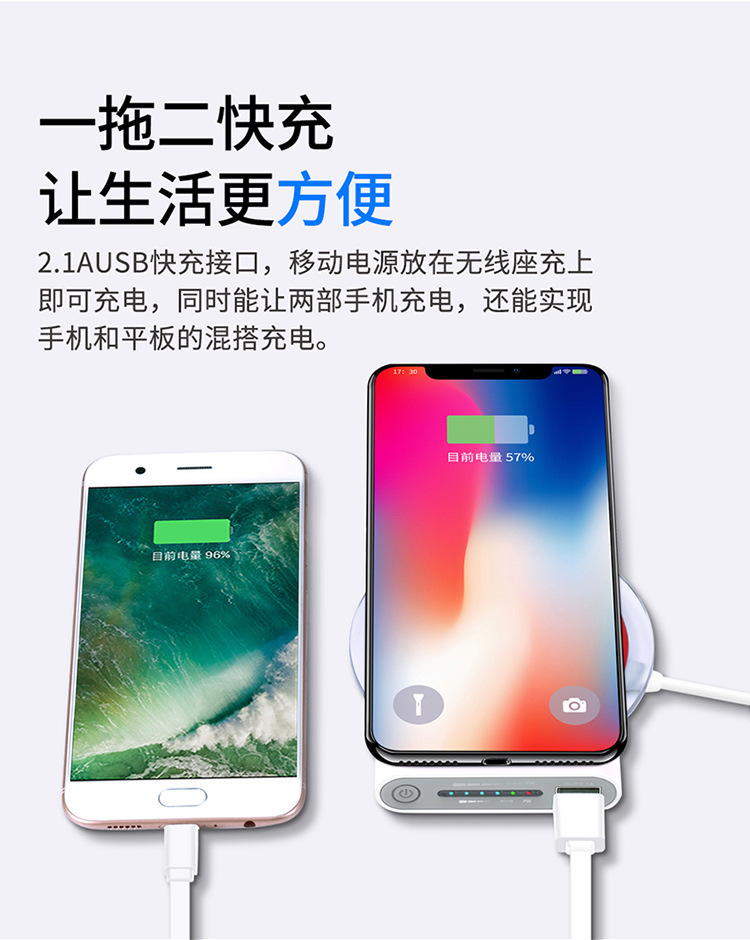 一拖二快充
让生活更方便
2.1AUSB快充接口，移动电源放在无线座充上
即可充电，同时能让两部手机充电，还能实现
手机和平板的混搭充电。
17: 30
目前电量 57%
目前电量 96%